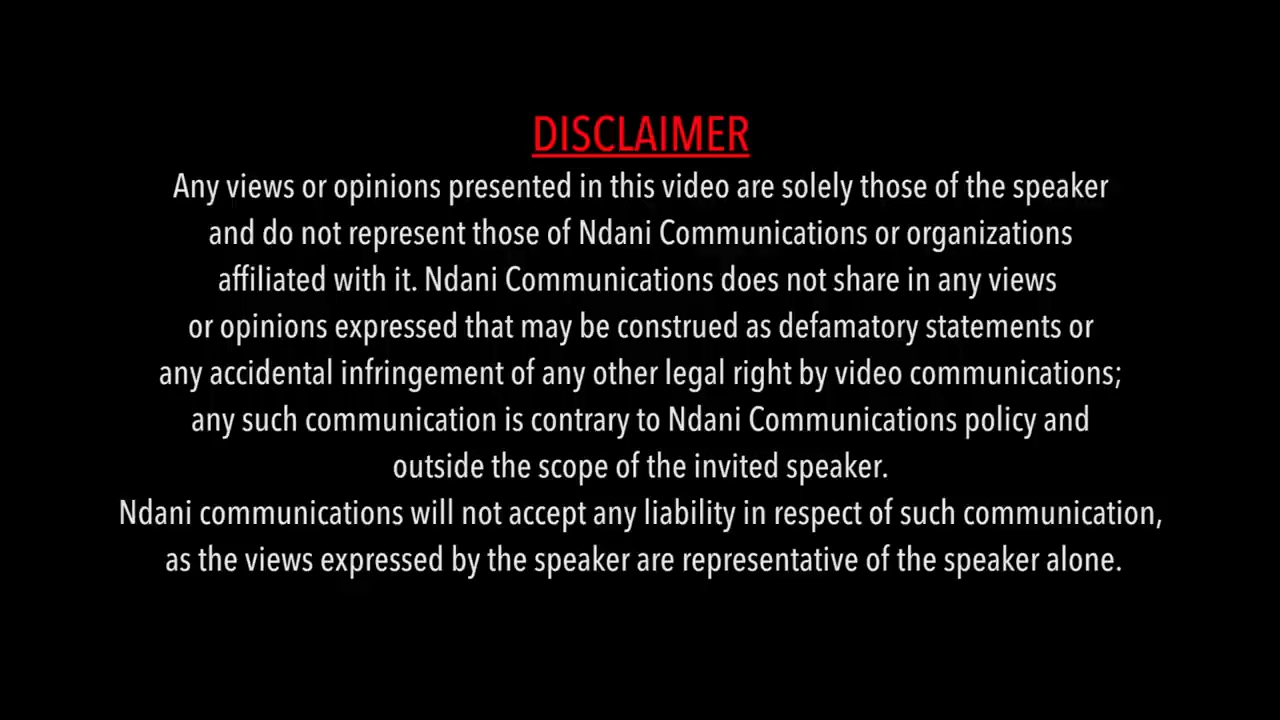 DISCLAIMER
Any views or opinions presented in this video are solely those of the speaker
and do not represent those of Ndani Communications or organizations
affiliated with it. Ndani Communications does not share in any views
or opinions expressed that may be construed as defamatory statements or
any accidental infringement of any other legal right by video communications;
any such communication is contrary to Ndani Communications policy and
outside the scope of the invited speaker.
Ndani communications will not accept any liability in respect of such communication,
as the views expressed by the speaker are representative of the speaker alone.